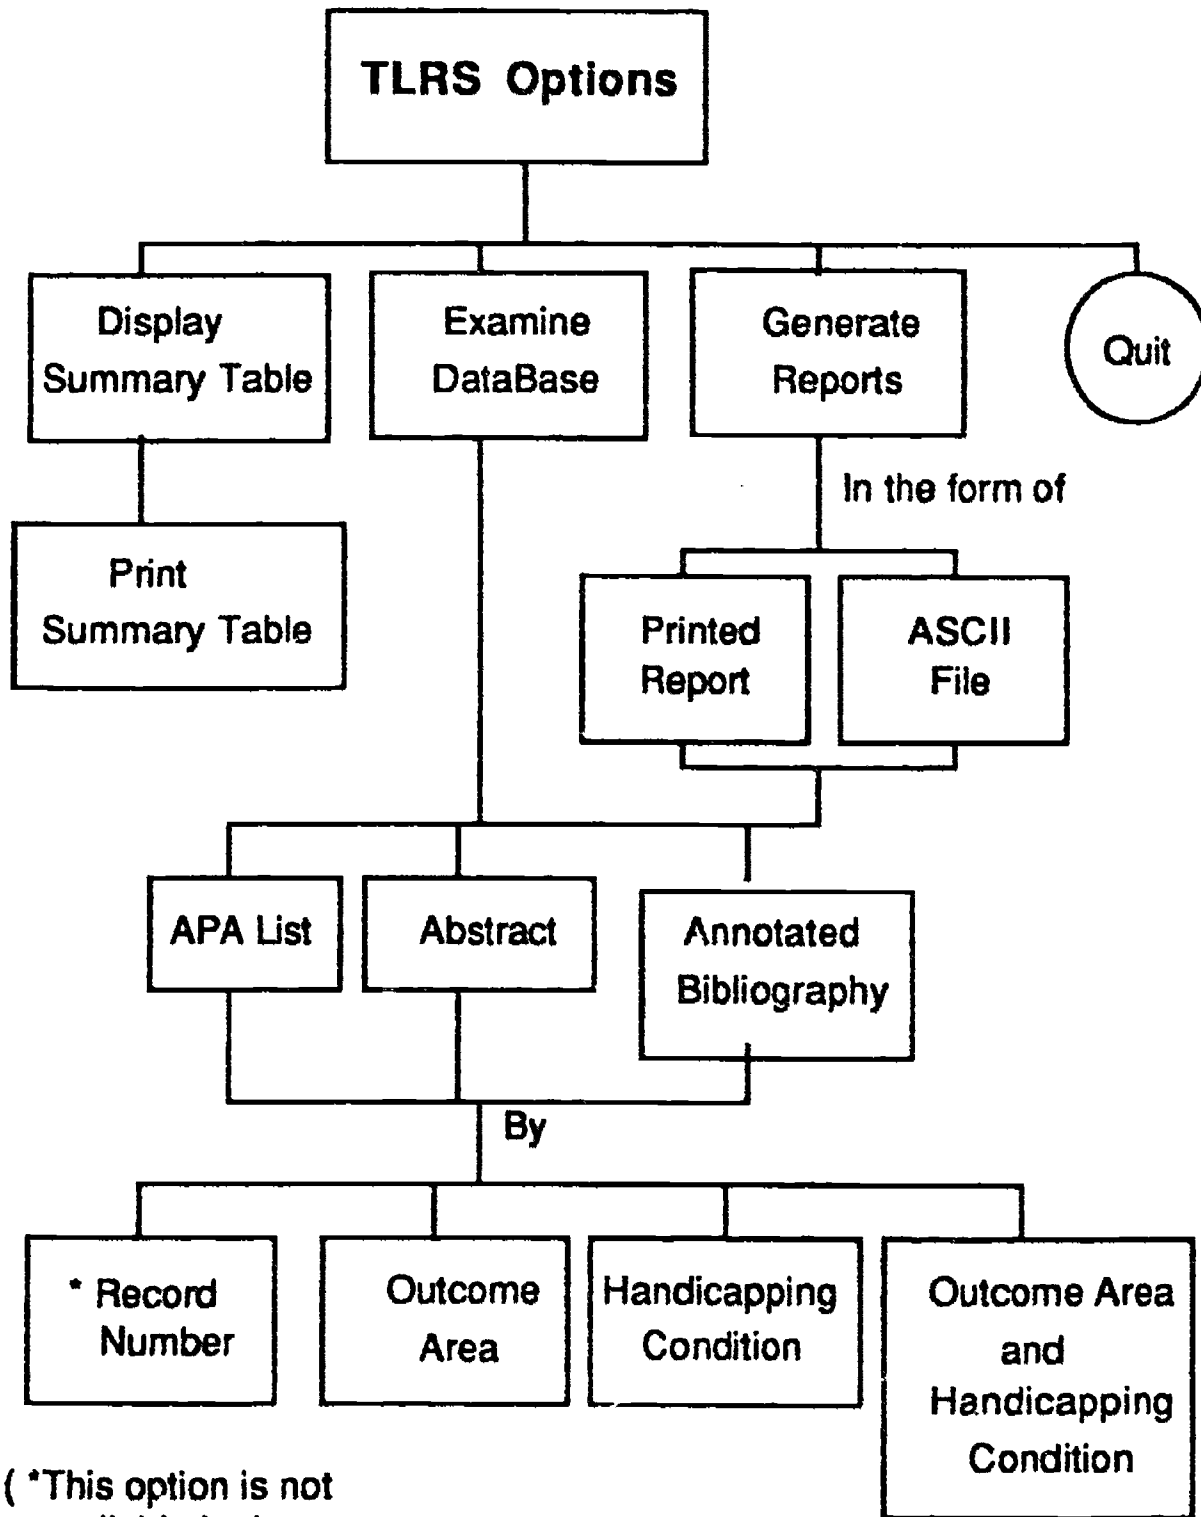 TLRS Options
Display
Summary Table
Examine
DataBase
Generate
Reports
Quit
In the form of
Print
Summary Table
Printed
Report
ASCII
File
APA List
Abstract
Annotated
Bibliography
By
* Record
Number
Outcome
Area
Handicapping
Condition
Outcome Area
and
Handicapping
Condition
( *This option is not